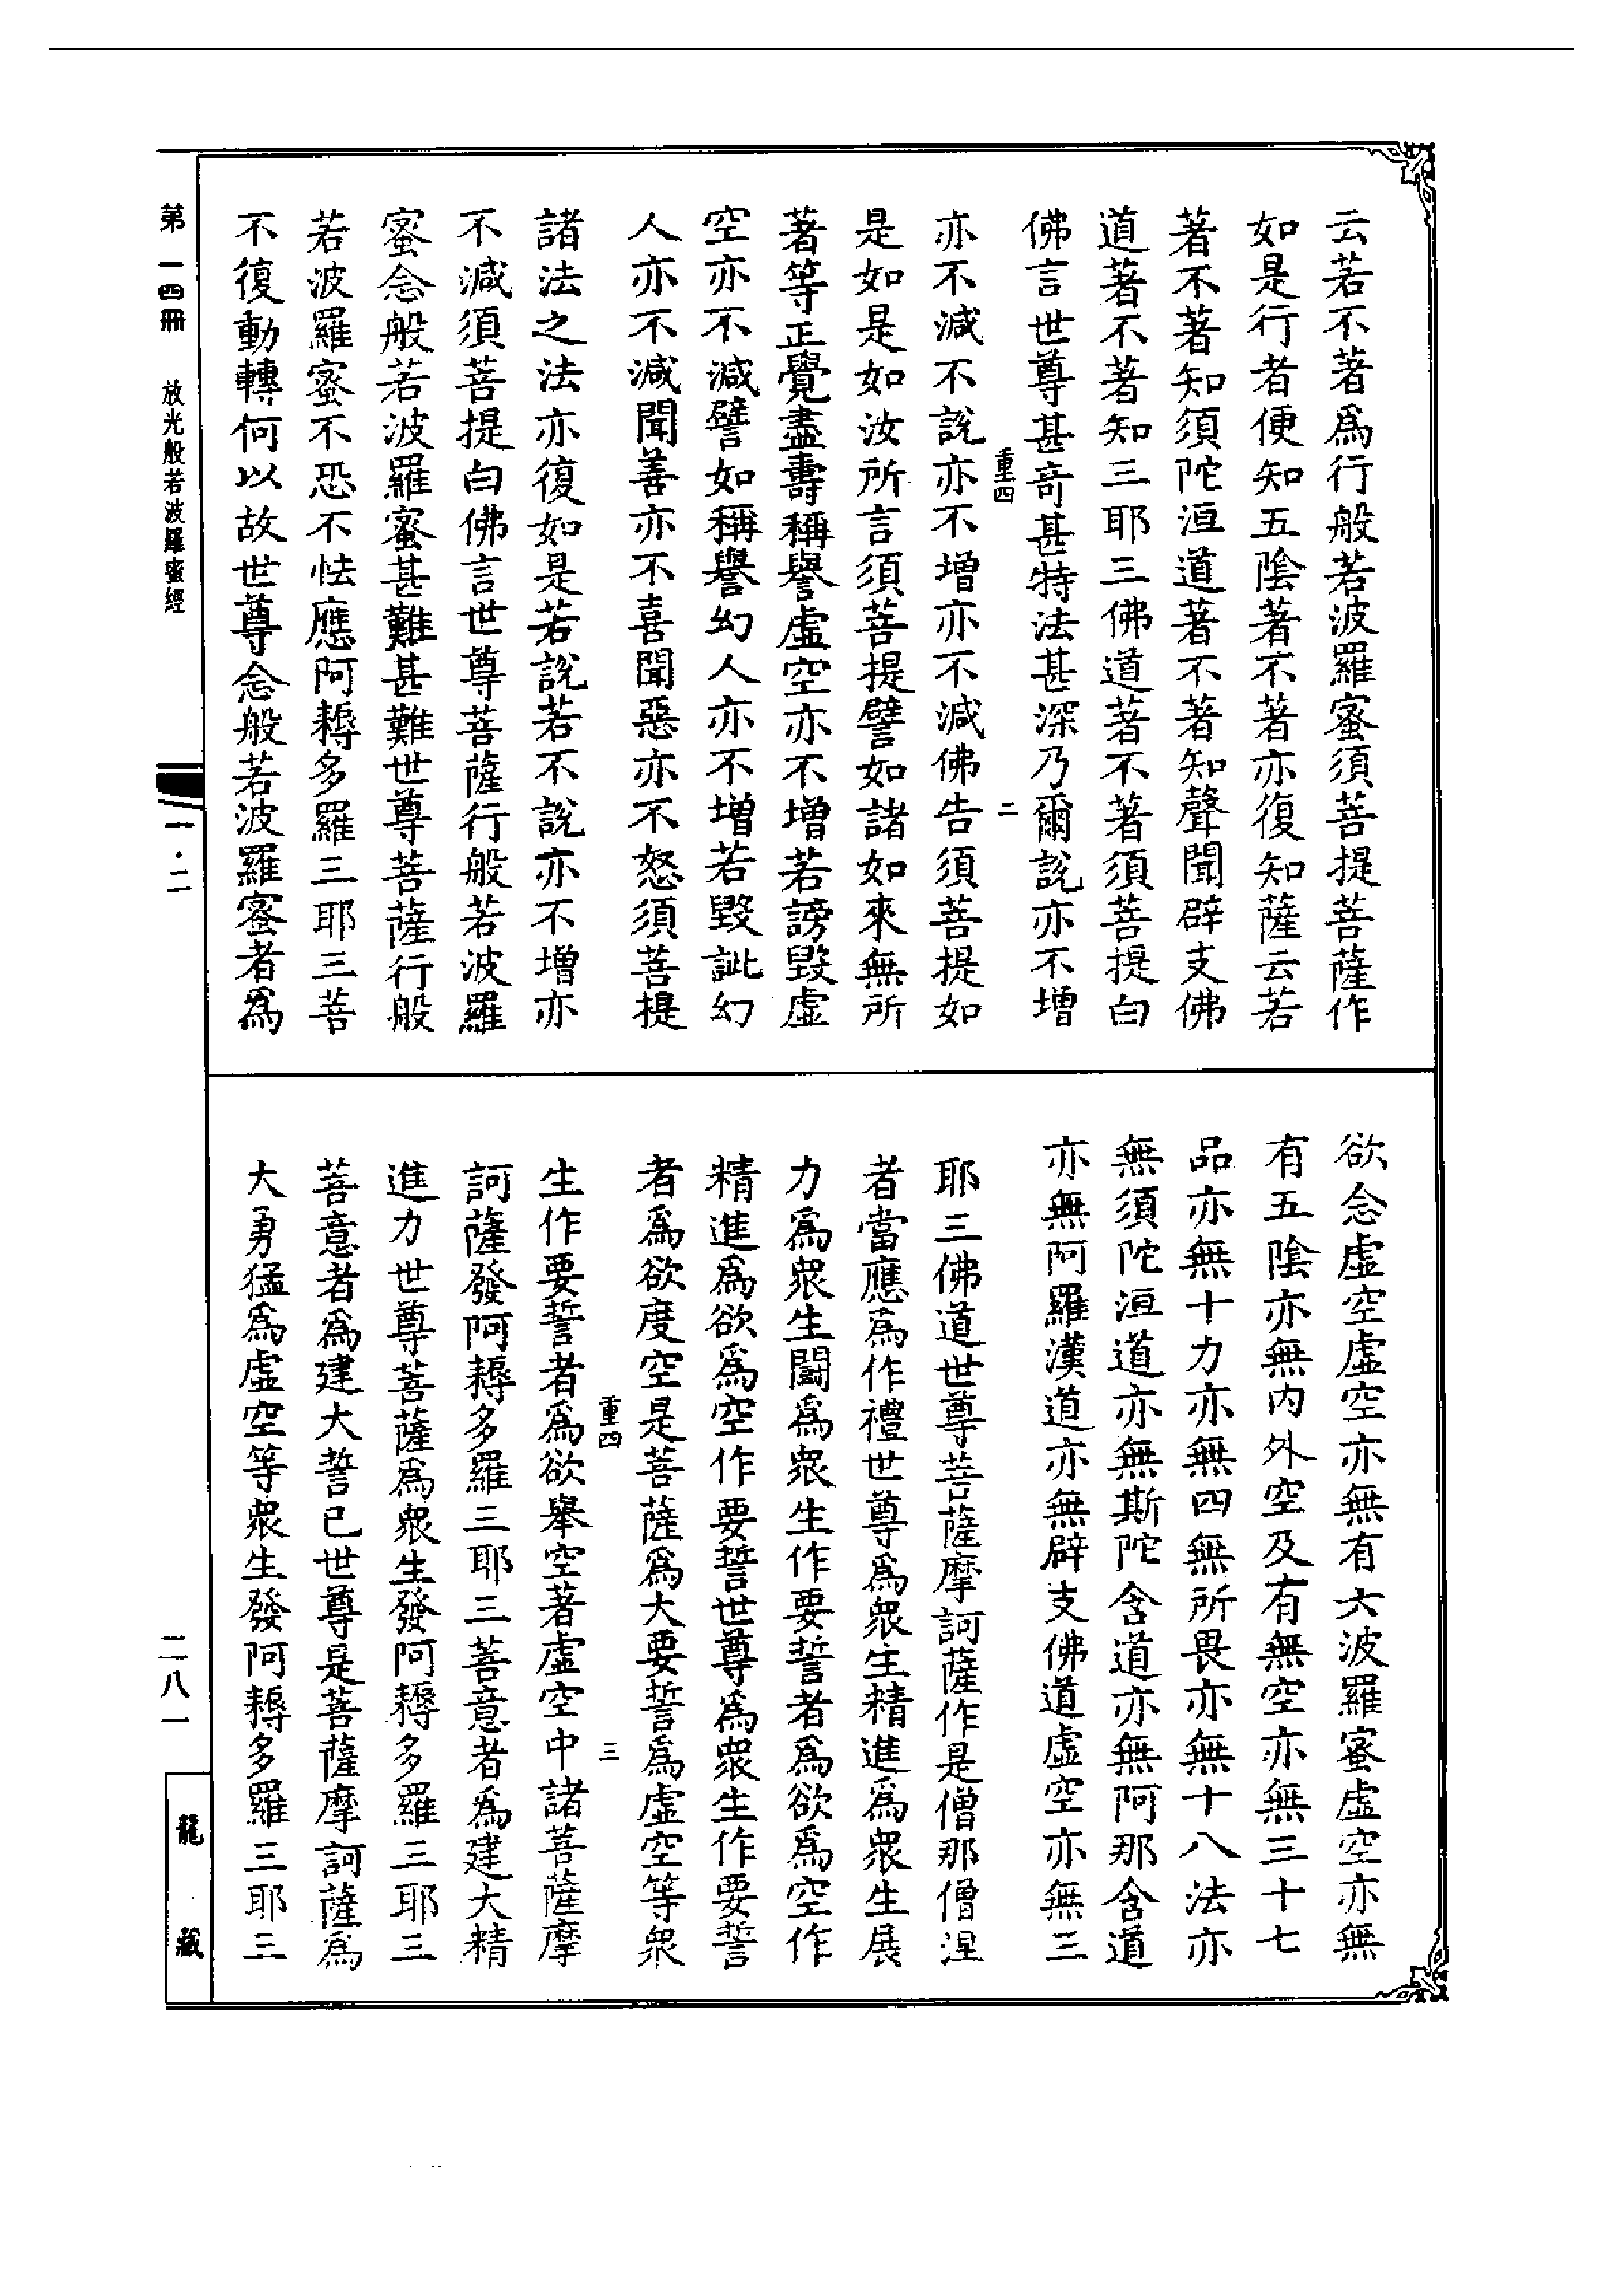 云若不著爲行般若波羅蜜須菩提菩薩作
如是行者便知五陰著不著亦復知薩云若
著不著知須陀洹道著不著知聲聞辟支佛
道著不著知三耶三佛道著不著須菩提白
佛言世尊甚奇甚特法甚深乃爾說亦不增
重四 二
亦不減不說亦不增亦不減佛告須菩提如
是如是如汝所言須菩提譬如諸如來無所
著等正覺盡壽稱譽虛空亦不增若謗毀虛
空亦不減譬如稱譽幻人亦不增若毀訿幻
人亦不減聞善亦不喜聞惡亦不怒須菩提
諸法之法亦復如是若說若不說亦不增亦
不減須菩提白佛言世尊菩薩行般若波羅
蜜念般若波羅蜜甚難甚難世尊菩薩行般
若波羅蜜不恐不怯應阿耨多羅三耶三菩
不復動轉何以故世尊念般若波羅蜜者爲
欲念虛空虛空亦無有六波羅蜜虛空亦無
有五陰亦無內外空及有無空亦無三十七
品亦無十力亦無四無所畏亦無十八法亦
無須陀洹道亦無斯陀含道亦無阿那含道
亦無阿羅漢道亦無辟支佛道虛空亦無三
耶三佛道世尊菩薩摩訶薩作是僧那僧涅
者當應爲作禮世尊爲眾生精進爲眾生展
力爲眾生鬪爲眾生作要誓者爲欲爲空作
精進爲欲爲空作要誓世尊爲眾生作要誓
者爲欲度空是菩薩爲大要誓爲虛空等眾
重四 三
生作要誓者爲欲舉空著虛空中諸菩薩摩
訶薩發阿耨多羅三耶三菩意者爲建大精
進力世尊菩薩爲眾生發阿耨多羅三耶三
菩意者爲建大誓已世尊是菩薩摩訶薩爲
大勇猛爲虛空等眾生發阿耨多羅三耶三
第一四冊 放光般若波羅蜜經 一·二 二八一 龍藏